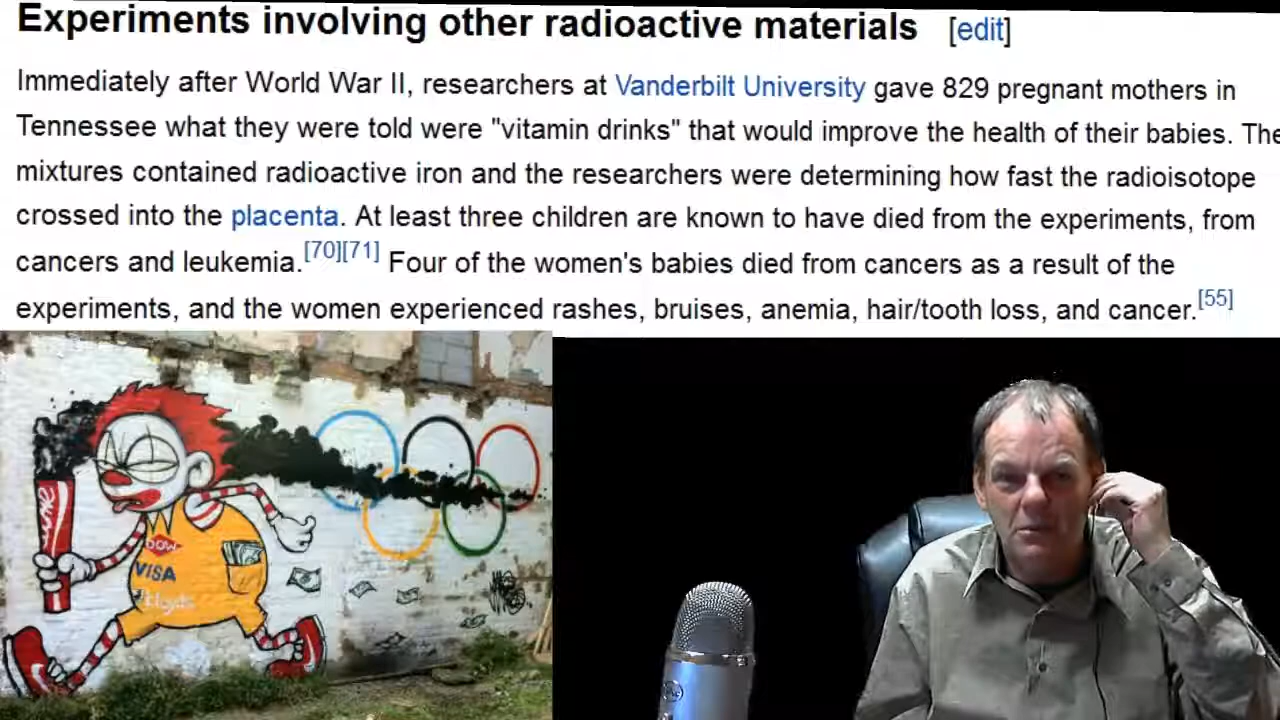 Experiments involving other radioactive materials [edit]
Immediately after World War II, researchers at Vanderbilt University gave 829 pregnant mothers in
Tennessee what they were told were "vitamin drinks" that would improve the health of their babies. The
mixtures contained radioactive iron and the researchers were determining how fast the radioisotope
crossed into the placenta. At least three children are known to have died from the experiments, from
cancers and leukemia.[70][71] Four of the women's babies died from cancers as a result of the
experiments, and the women experienced rashes, bruises, anemia, hair/tooth loss, and cancer.[55]
DOW
VISA